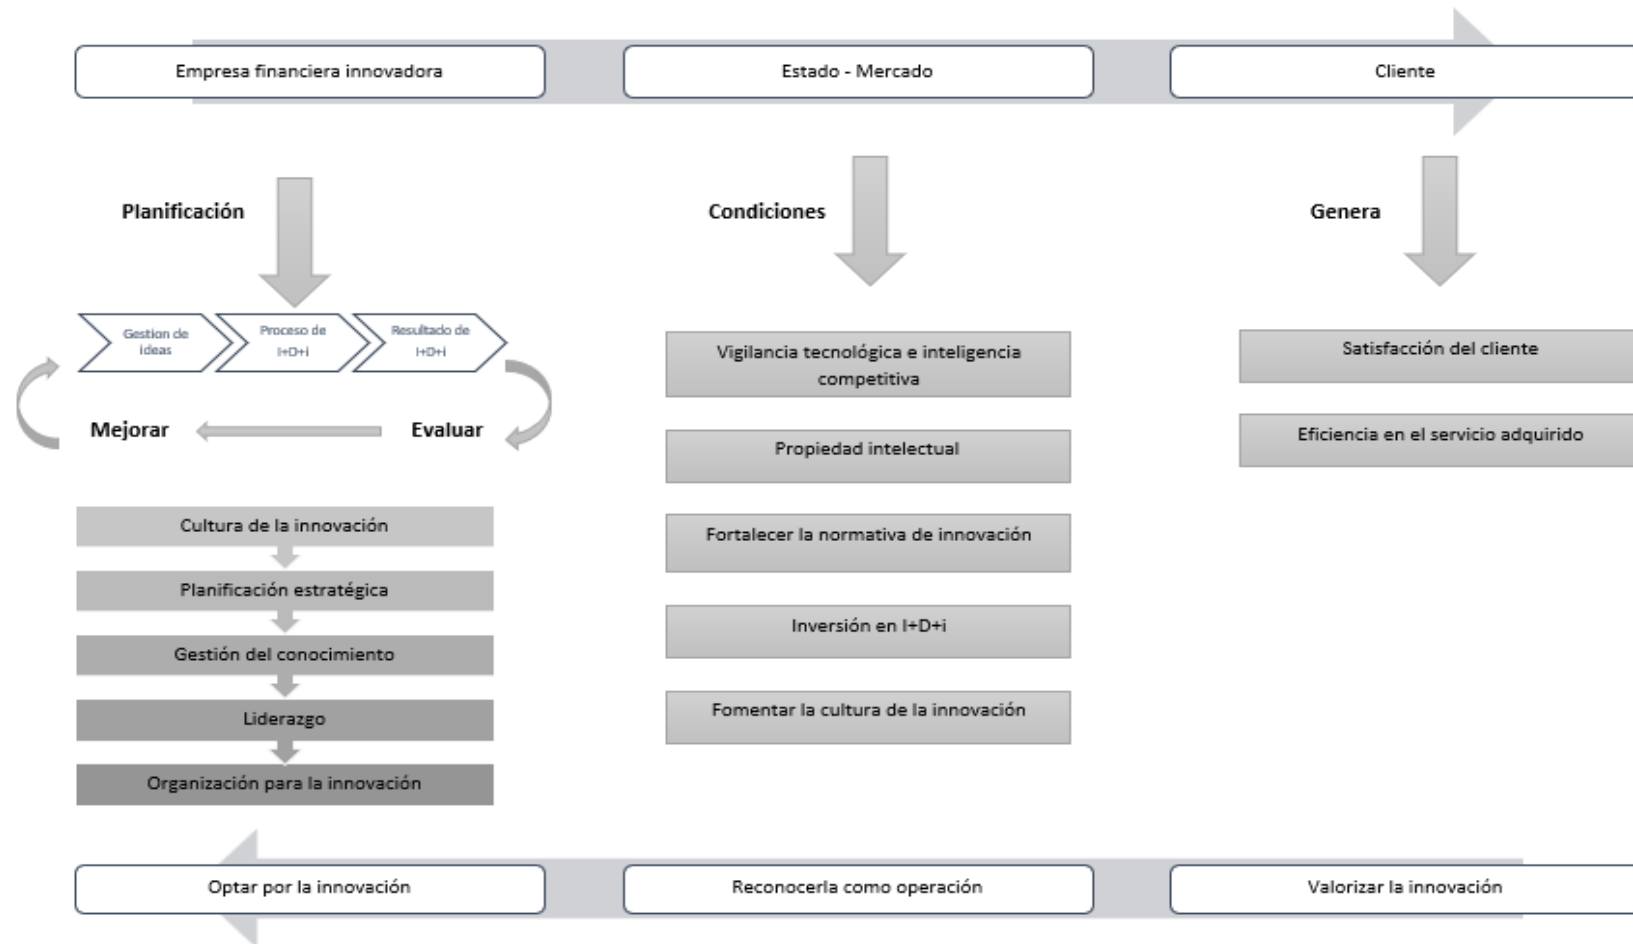 Empresa financiera innovadora
Estado - Mercado
Cliente
Planificación
Condiciones
Genera
Gestion de
ideas
Proceso de
I+D+i
Resultado de
I+D+i
Mejorar
Evaluar
Cultura de la innovación
Planificación estratégica
Gestión del conocimiento
Liderazgo
Organización para la innovación
Vigilancia tecnológica e inteligencia
competitiva
Propiedad intelectual
Fortalecer la normativa de innovación
Inversión en I+D+i
Fomentar la cultura de la innovación
Satisfacción del cliente
Eficiencia en el servicio adquirido
Optar por la innovación
Reconocerla como operación
Valorizar la innovación